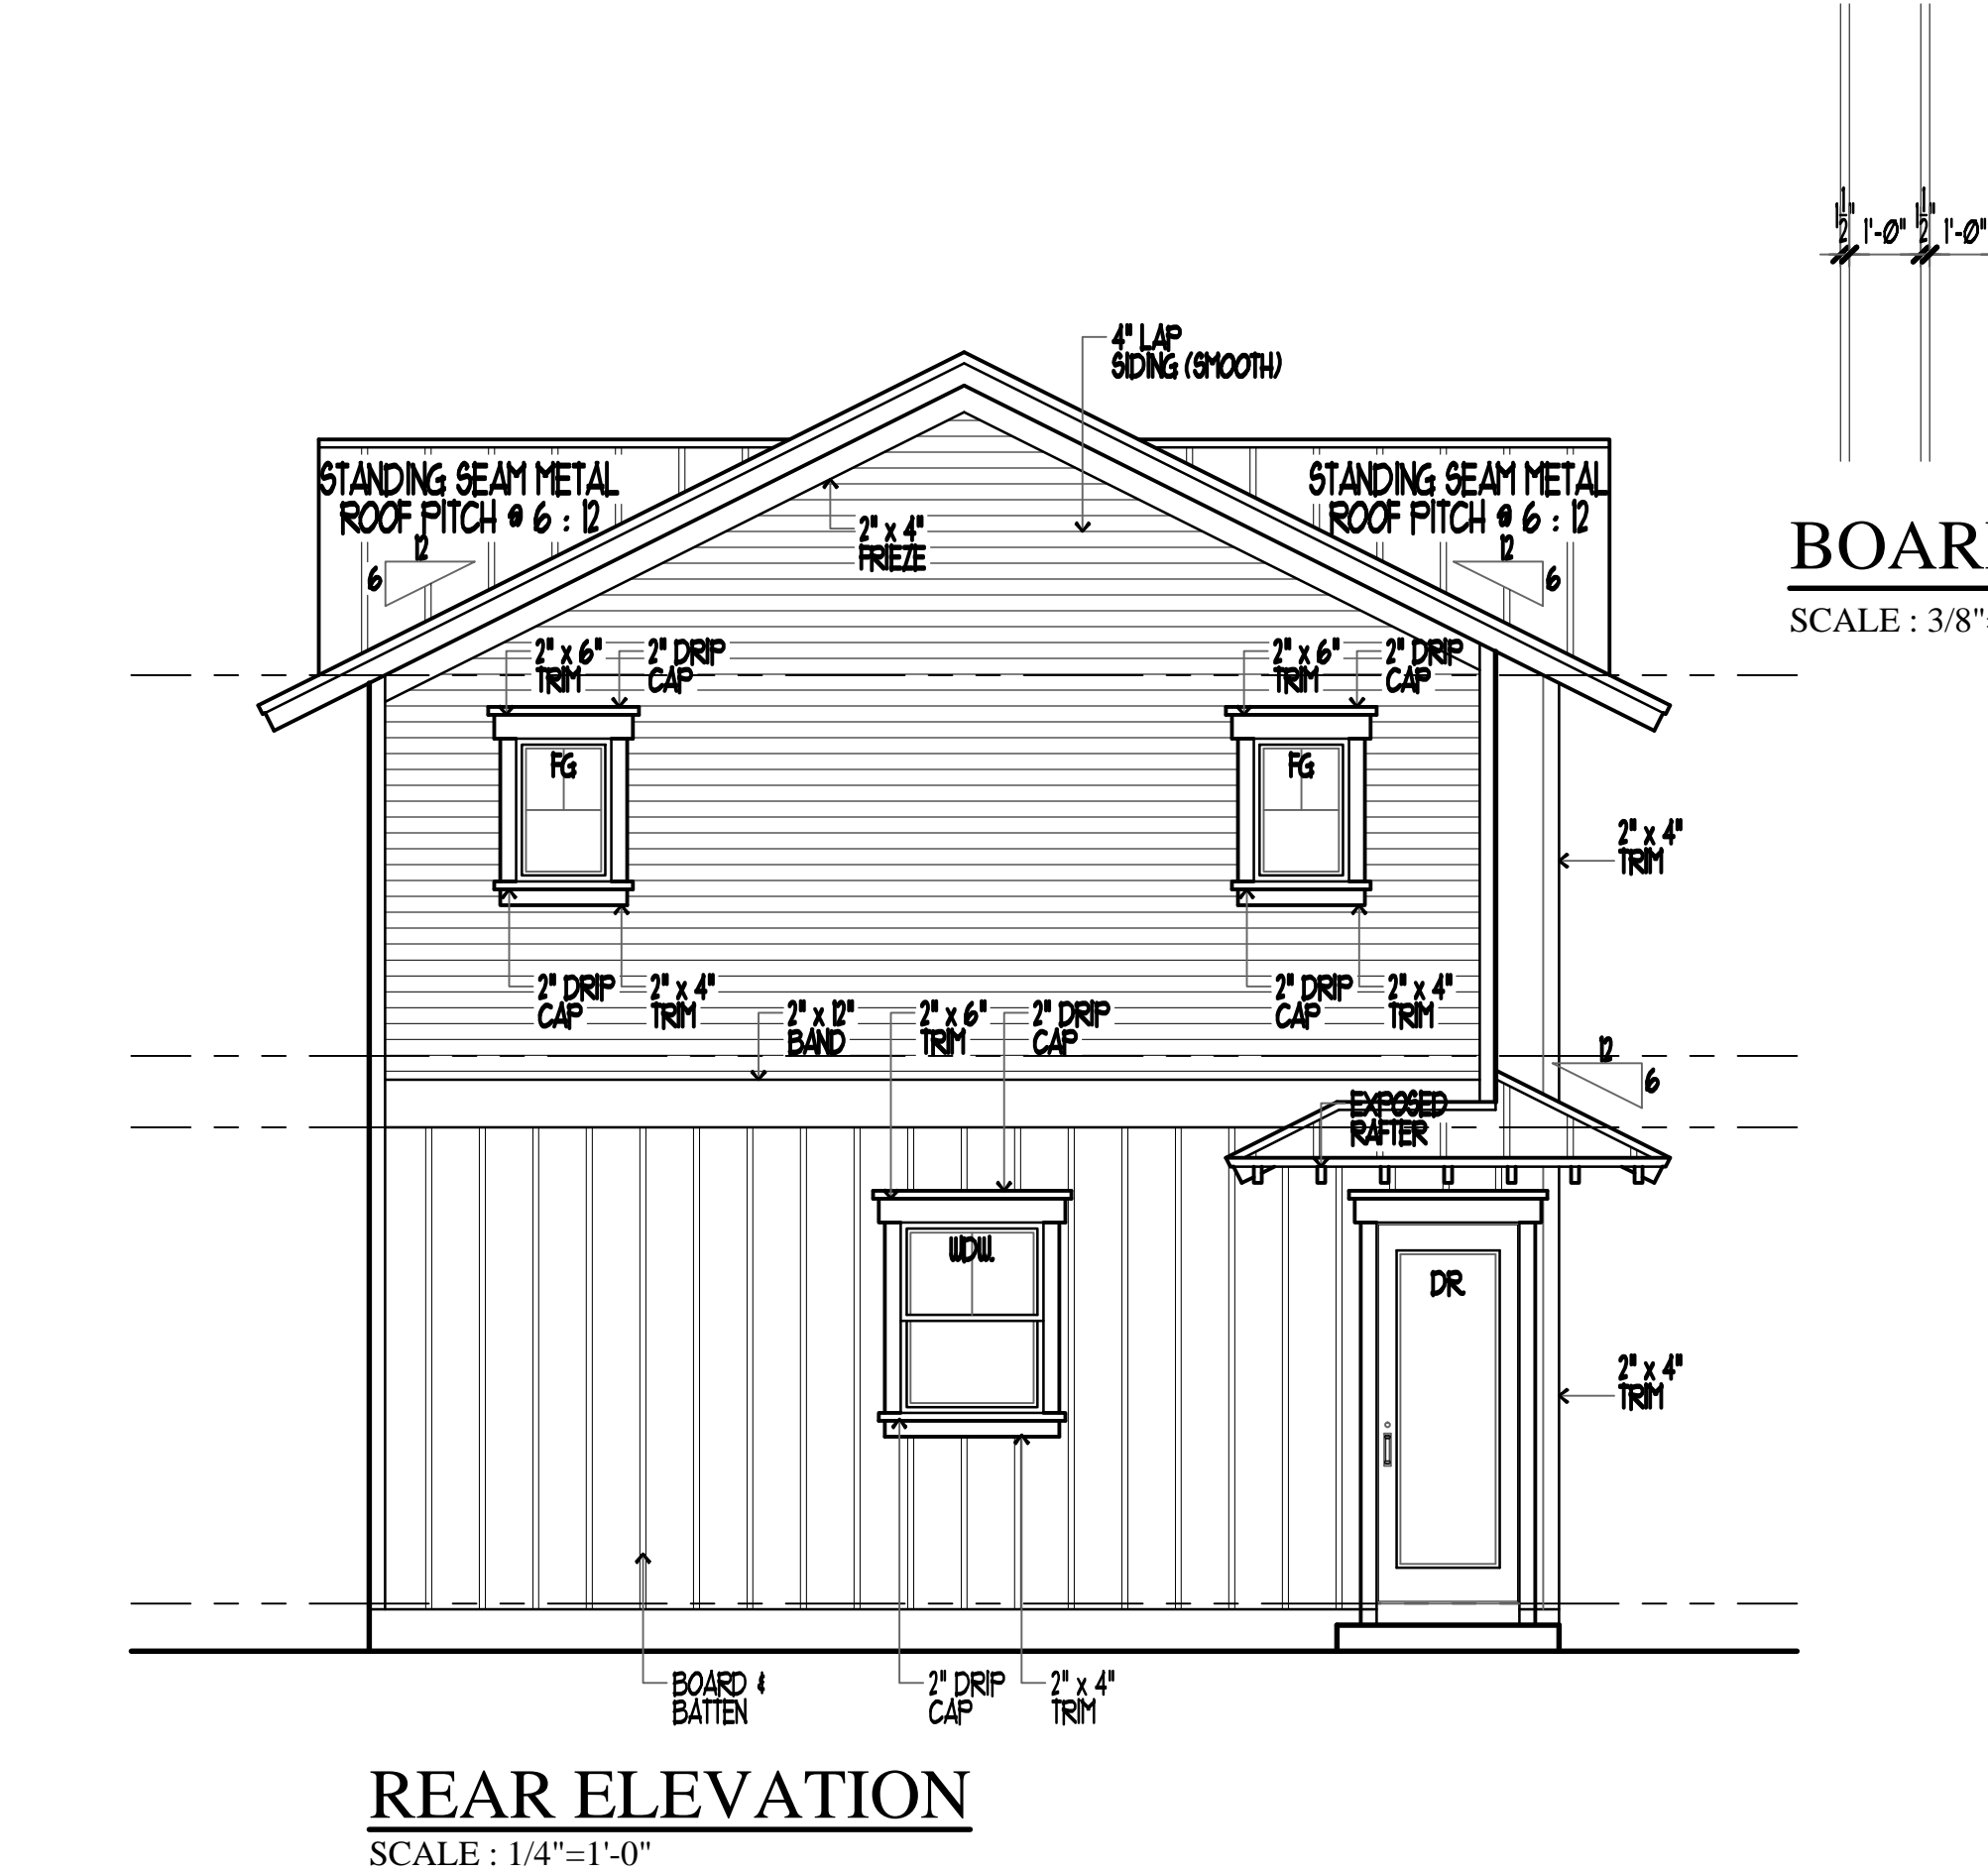 1 1/2" 1'-0" 1 1/2" 1'-0"
4" LAP
SIDING (SMOOTH)
STANDING SEAM METAL
ROOF PITCH @ 6 : 12
12
6
2" x 4"
FRIEZE
STANDING SEAM METAL
ROOF PITCH @ 6 : 12
12
6
SCALE : 3/8"=
2" x 6"
TRIM
2" DRIP
CAP
2" x 6"
TRIM
2" DRIP
CAP
FG
FG
2" x 4"
TRIM
2" DRIP
CAP
2" x 4"
TRIM
2" x 12"
BAND
2" x 6"
TRIM
2" DRIP
CAP
2" DRIP
CAP
2" x 4"
TRIM
12
6
EXPOSED
RAFTER
WDW.
DR.
2" x 4"
TRIM
BOARD &
BATTEN
2" DRIP
CAP
2" x 4"
TRIM
REAR ELEVATION
SCALE : 1/4"=1'-0"